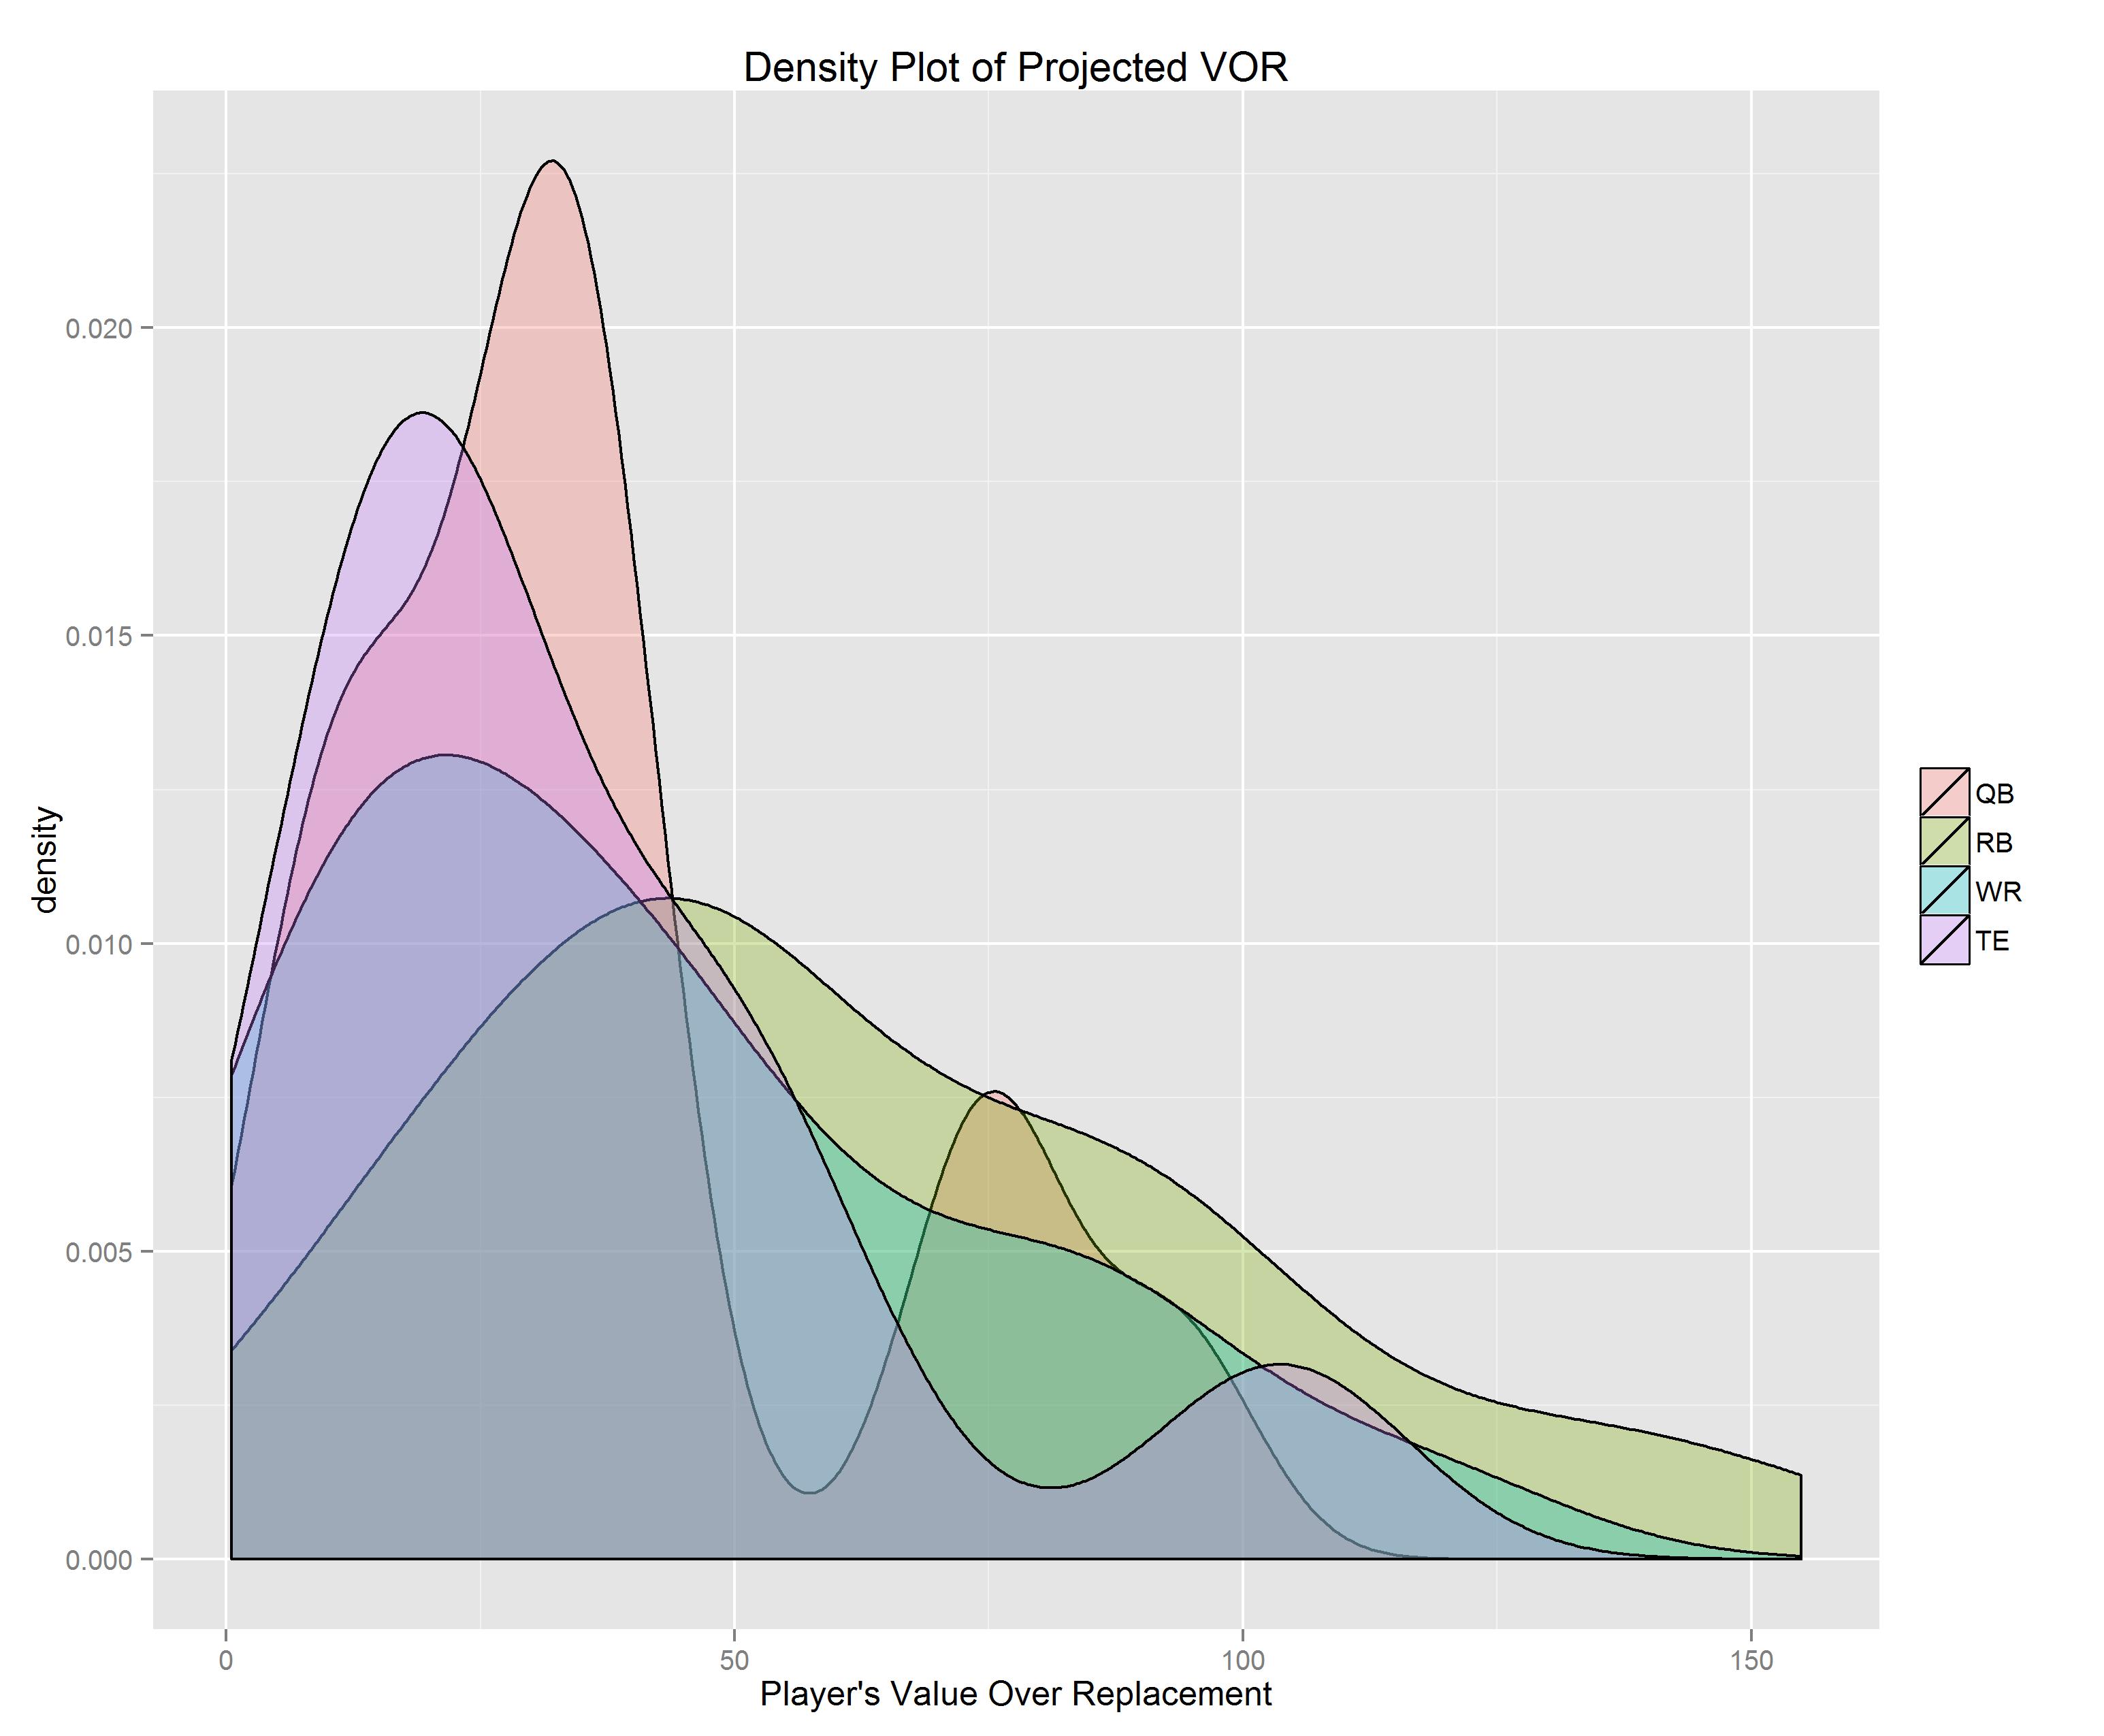 Density Plot of Projected VOR
density
0.020
0.015
0.010
0.005
0.000
0 50 100 150
Player's Value Over Replacement
QB
RB
WR
TE